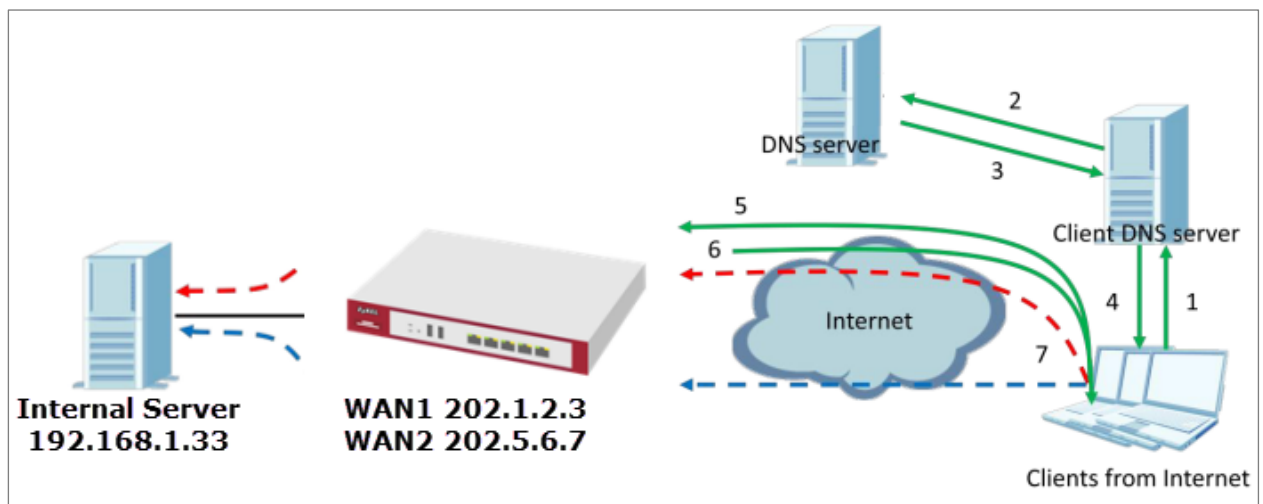 2
DNS server
3
Client DNS server
5
6
4
1
Internet
7
ZyXEL
Internal Server
192.168.1.33
WAN1 202.1.2.3
WAN2 202.5.6.7
Clients from Internet